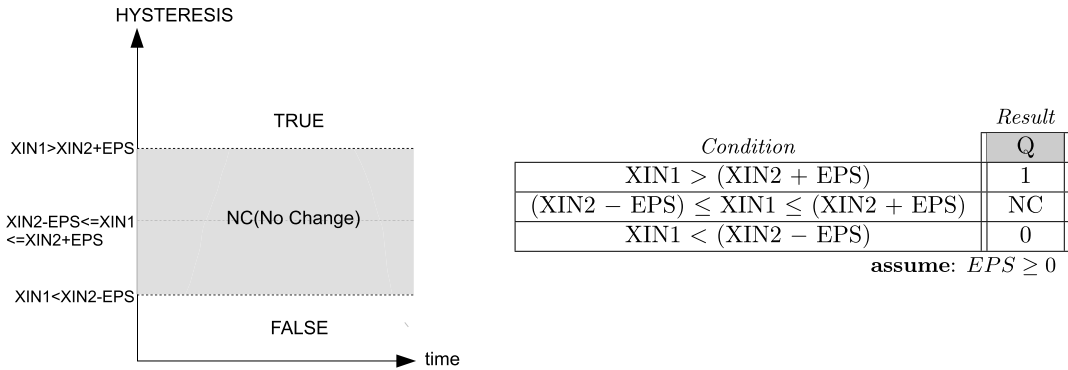 HYSTERESIS
TRUE
XIN1>XIN2+EPS
NC(No Change)
XIN2-EPS<=XIN1
<=XIN2+EPS
XIN1<XIN2-EPS
FALSE
time
Result
Condition Q
XIN1 > (XIN2 + EPS) 1
(XIN2 − EPS) ≤ XIN1 ≤ (XIN2 + EPS) NC
XIN1 < (XIN2 − EPS) 0
assume: EPS ≥ 0